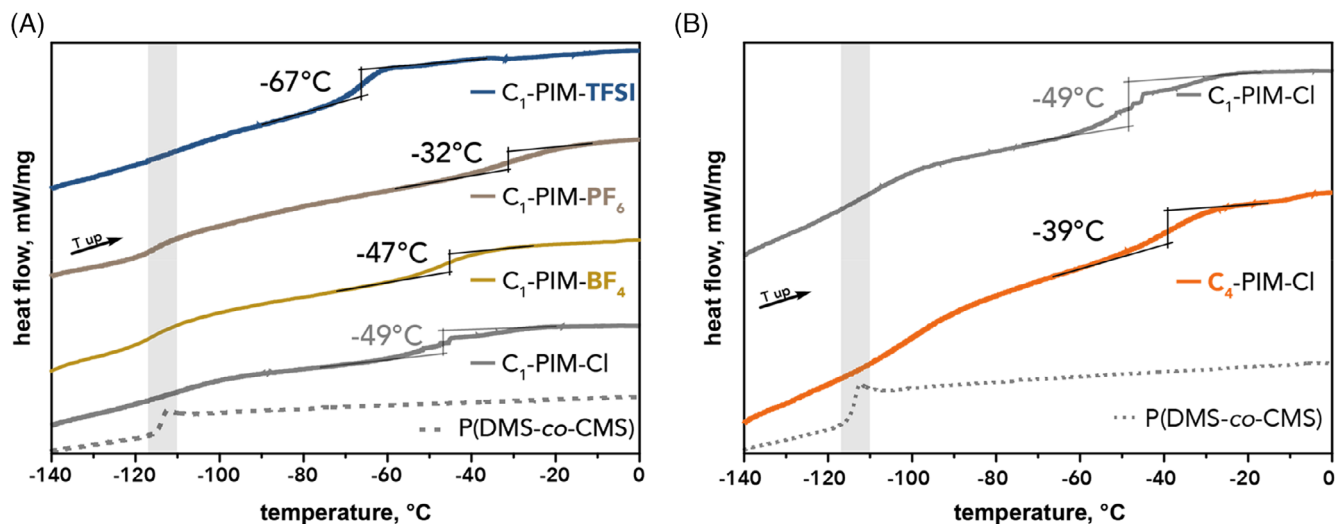 (A)
heat flow, mW/mg
-67°C
C₁-PIM-TFSI
-32°C
C₁-PIM-PF₆
T up
-47°C
C₁-PIM-BF₄
-49°C
C₁-PIM-Cl
P(DMS-co-CMS)
-140 -120 -100 -80 -60 -40 -20 0
temperature, °C
(B)
heat flow, mW/mg
-49°C
C₁-PIM-Cl
-39°C
C₄-PIM-Cl
T up
P(DMS-co-CMS)
-140 -120 -100 -80 -60 -40 -20 0
temperature, °C